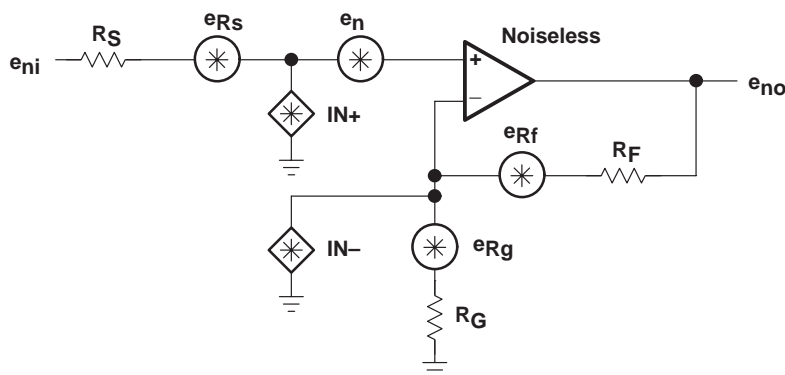 eRs
en
Noiseless
RS
eni
+
eno
IN+
−
eRf
RF
IN–
eRg
RG